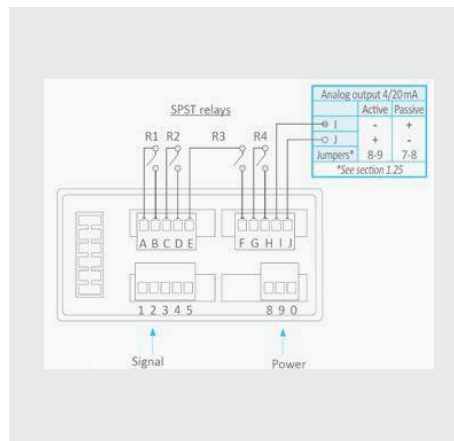 Analog output 4/20 mA
Active Passive
I - +
J + -
Jumpers* 8-9 7-8
*See section 1.25
SPST relays
R1 R2 R3 R4
A B C D E F G H I J
1 2 3 4 5 8 9 0
Signal Power